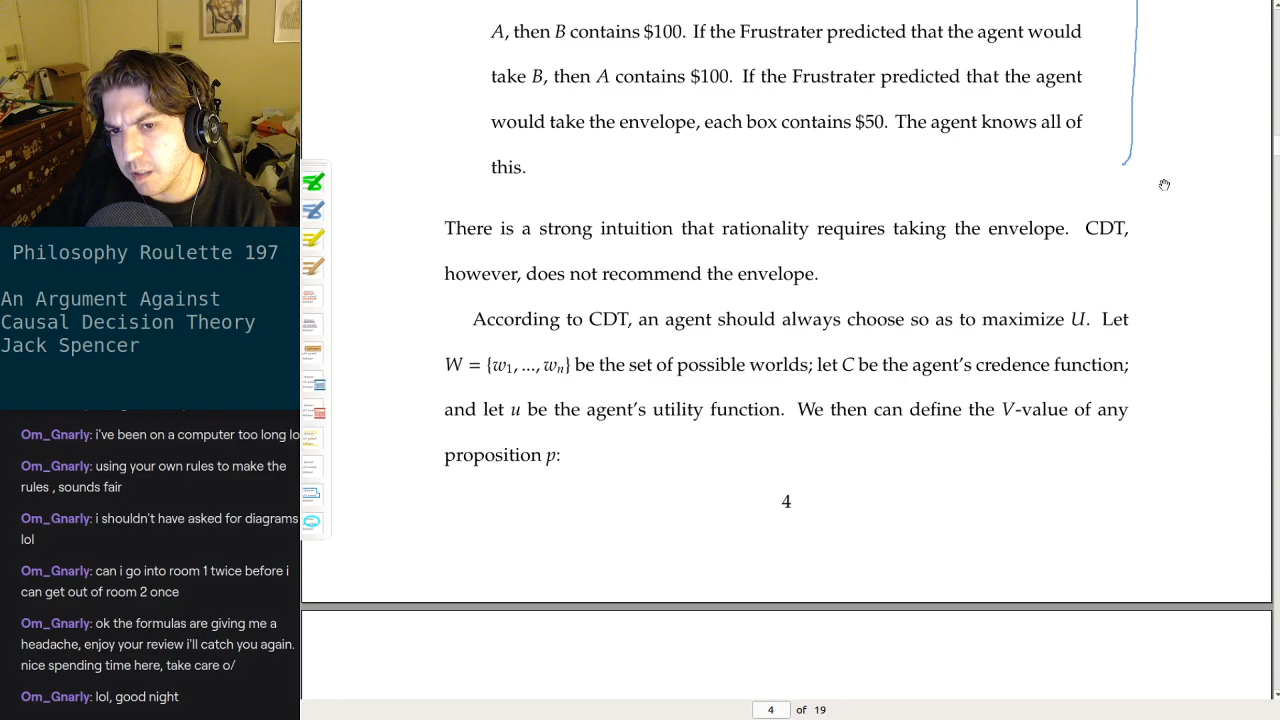 Philosophy Roulette 197
An Argument Against
Causal Decision Theory
Jack Spencer
Om_Gnarly: i've been on a computer too long lo
Om_Gnarly: using your own rules to make the
rules , sounds fair
Om_Gnarly: i shouldn't have asked for diagrams
lol
Om_Gnarly: can i go into room 1 twice before i
can get out of room 2 once
Om_Gnarly: ok the formulas are giving me a
headache, enjoy your review i'll catch you again.
nice spending time here, take care o/
Om_Gnarly: lol, good night
A, then B contains $100. If the Frustrater predicted that the agent would
take B, then A contains $100. If the Frustrater predicted that the agent
would take the envelope, each box contains $50. The agent knows all of
this.
There is a strong intuition that rationality requires taking the envelope. CDT,
however, does not recommend the envelope.
According to CDT, an agent should always choose so as to maximize U. Let
W = {w1, ..., wn} be the set of possible worlds; let C be the agent's credence function;
and let u be the agent's utility function. We then can define the V-value of any
proposition p:
4
4 of 19